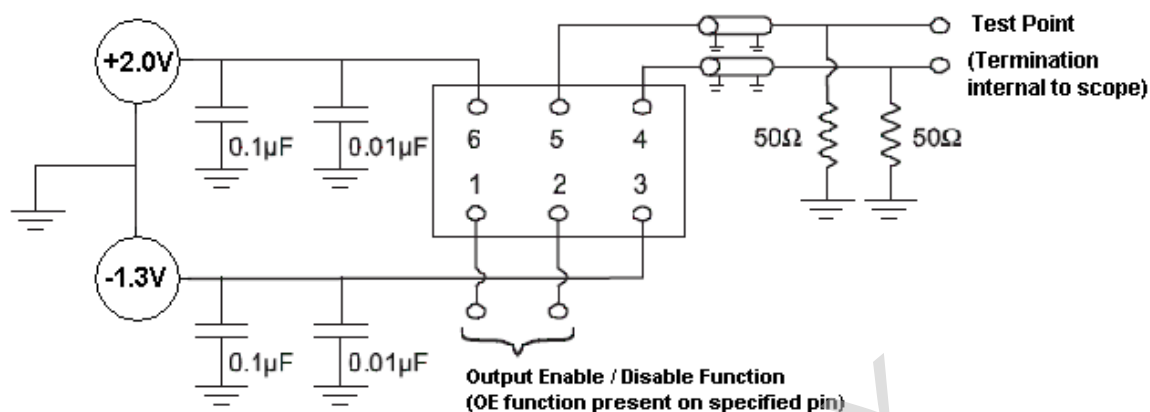 +2.0V
Test Point
(Termination
internal to scope)
0.1µF
0.01µF
6
5
4
50Ω
50Ω
1
2
3
-1.3V
0.1µF
0.01µF
Output Enable / Disable Function
(OE function present on specified pin)